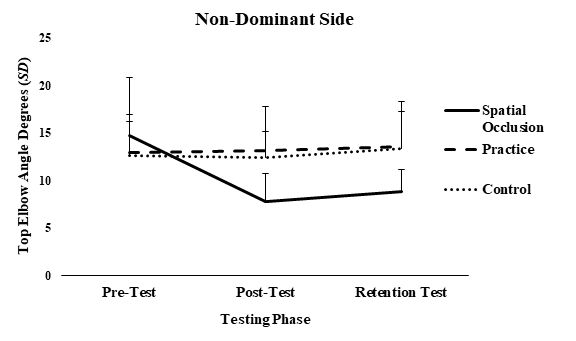 Non-Dominant Side
Top Elbow Angle Degrees (SD)
25
20
15
10
5
0
Pre-Test Post-Test Retention Test
Testing Phase
Spatial
Occlusion
Practice
Control